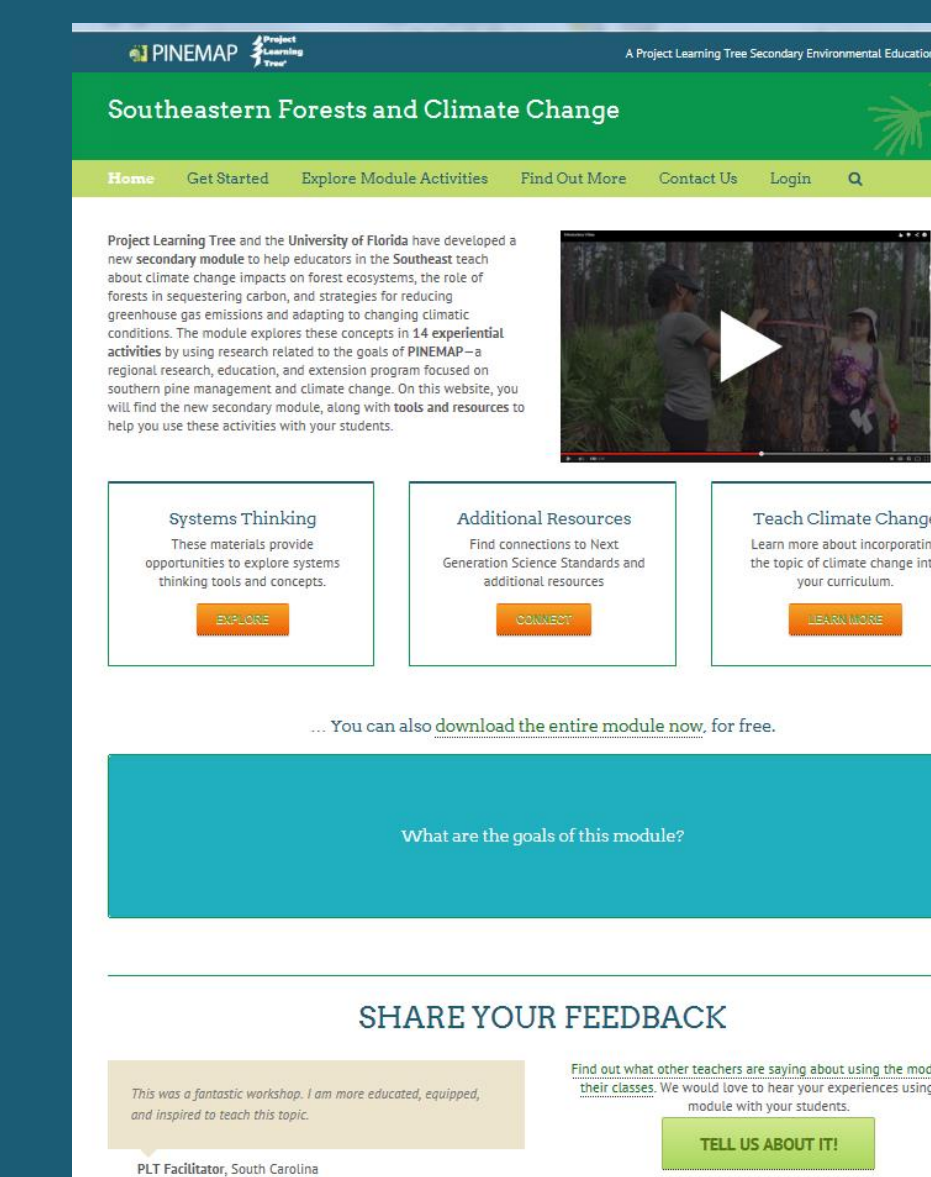 PINEMAP Project Learning Tree®
A Project Learning Tree Secondary Environmental Education
Southeastern Forests and Climate Change
Home Get Started Explore Module Activities Find Out More Contact Us Login
Project Learning Tree and the University of Florida have developed a
new secondary module to help educators in the Southeast teach
about climate change impacts on forest ecosystems, the role of
forests in sequestering carbon, and strategies for reducing
greenhouse gas emissions and adapting to changing climatic
conditions. The module explores these concepts in 14 experiential
activities by using research related to the goals of PINEMAP—a
regional research, education, and extension program focused on
southern pine management and climate change. On this website, you
will find the new secondary module, along with tools and resources to
help you use these activities with your students.
Systems Thinking
These materials provide
opportunities to explore systems
thinking tools and concepts.
EXPLORE
Additional Resources
Find connections to Next
Generation Science Standards and
additional resources
CONNECT
Teach Climate Change
Learn more about incorporatin
the topic of climate change int
your curriculum.
LEARN MORE
... You can also download the entire module now, for free.
What are the goals of this module?
SHARE YOUR FEEDBACK
This was a fantastic workshop. I am more educated, equipped,
and inspired to teach this topic.
PLT Facilitator, South Carolina
Find out what other teachers are saying about using the mod
their classes. We would love to hear your experiences using
module with your students.
TELL US ABOUT IT!